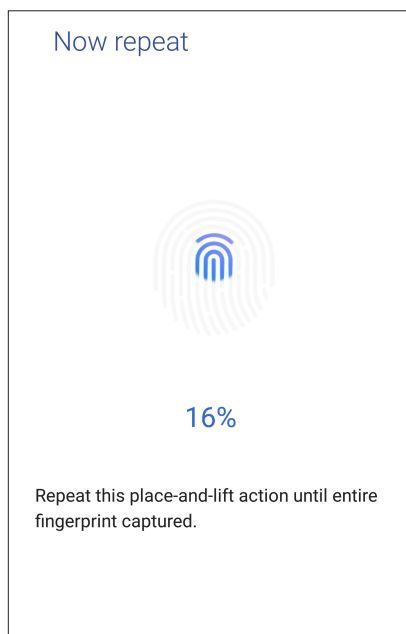 Now repeat
16%
Repeat this place-and-lift action until entire
fingerprint captured.